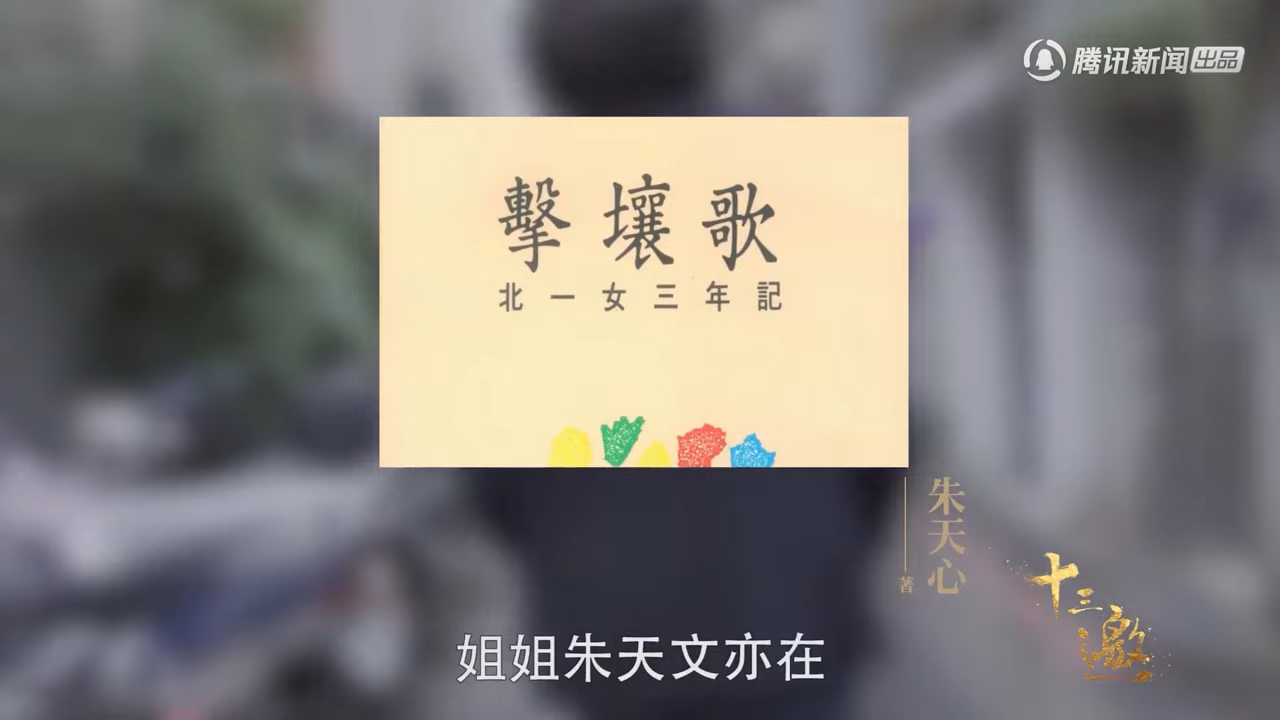 腾讯新闻出品
擊壤歌
北一女三年記
朱天心
著
十三邀
姐姐朱天文亦在